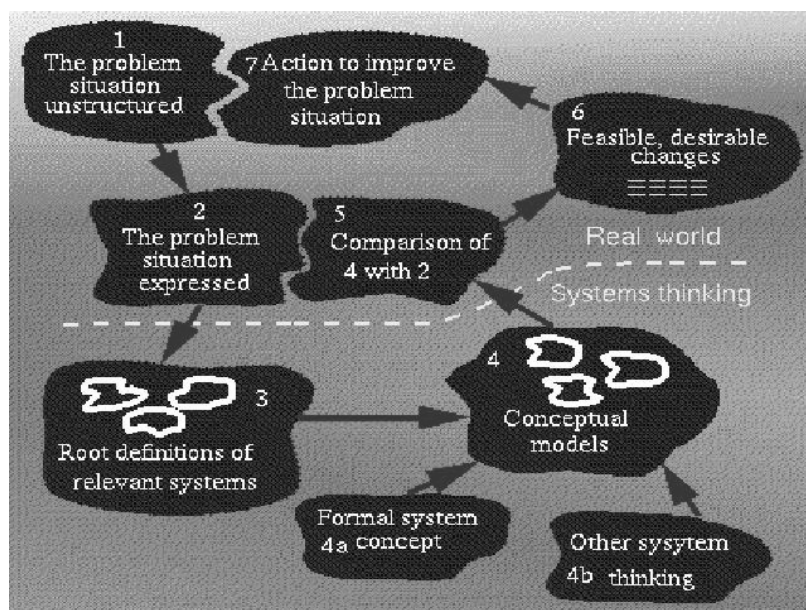 1
The problem
situation
unstructured
7 Action to improve
the problem
situation
6
Feasible, desirable
changes
2
The problem
situation
expressed
5
Comparison of
4 with 2
Real world
Systems thinking
3
Root definitions of
relevant systems
4
Conceptual
models
Formal system
4a concept
Other sysytem
4b thinking